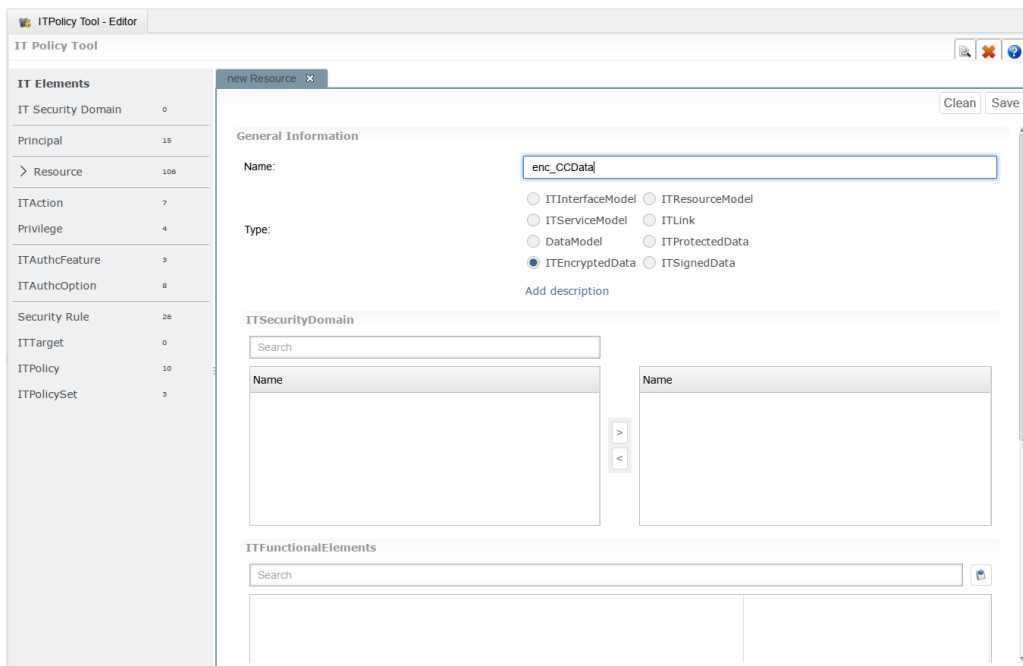 ITPolicy Tool - Editor
IT Policy Tool
IT Elements
IT Security Domain 0
Principal 15
Resource 106
ITAction 7
Privilege 4
ITAuthcFeature 3
ITAuthcOption 8
Security Rule 26
ITTarget 0
ITPolicy 10
ITPolicySet 3
new Resource
Clean Save
General Information
Name: enc_CCData
Type:
ITInterfaceModel ITResourceModel
ITServiceModel ITLink
DataModel ITProtectedData
ITEncryptedData ITSignedData
Add description
ITSecurityDomain
Search
Name Name
>
<
ITFunctionalElements
Search